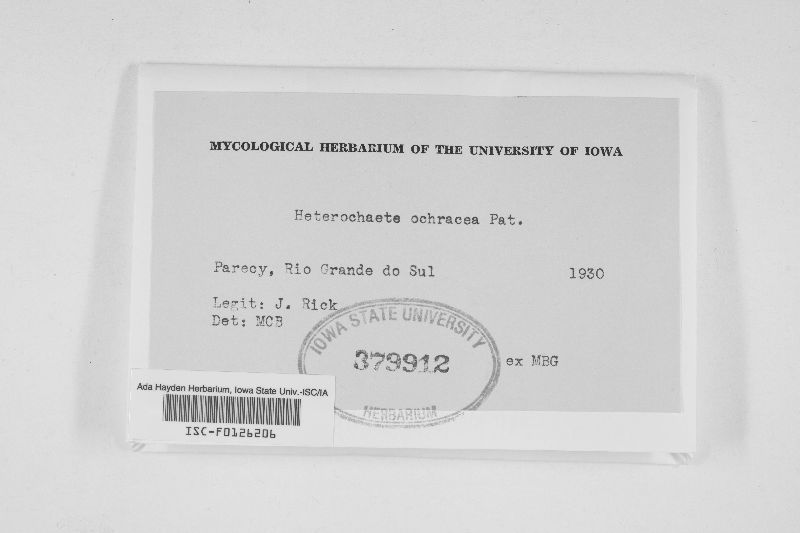 MYCOLOGICAL HERBARIUM OF THE UNIVERSITY OF IOWA
Heterochaete ochracea Pat.
Parecy, Rio Grande do Sul 1930
Legit: J. Rick
Det: MCB
IOWA STATE UNIVERSITY
379912
HERBARIUM
ex MBG
Ada Hayden Herbarium, Iowa State Univ.-ISC/IA
ISC-F0126206